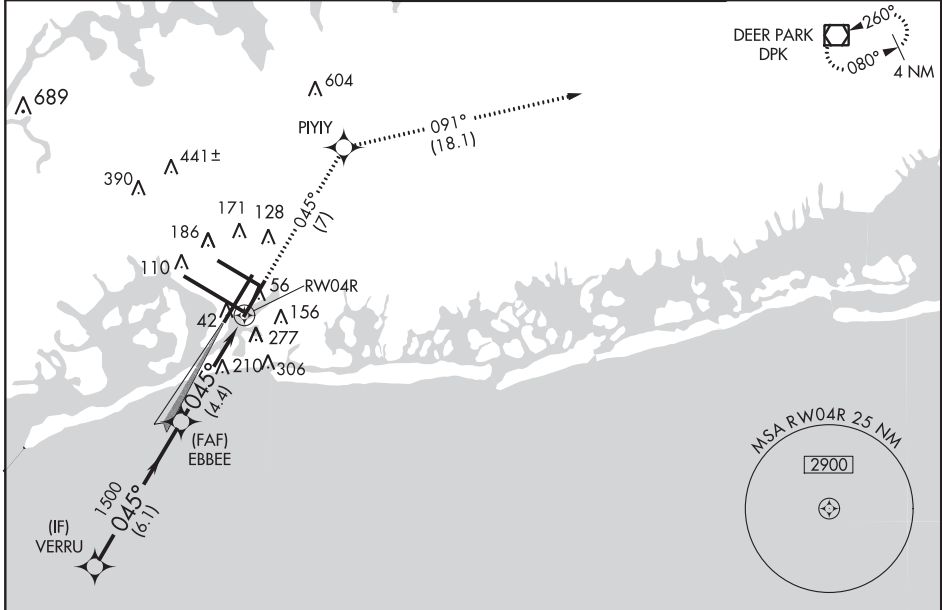 DEER PARK
DPK
260°
080°
4 NM
604
689
PIYIY
091°
(18.1)
441±
390
045°
(7)
171
128
186
110
56
RW04R
42
156
277
210
306
045°
(4.4)
(FAF)
EBBEE
1500
045°
(6.1)
(IF)
VERRU
MSA RW04R 25 NM
2900